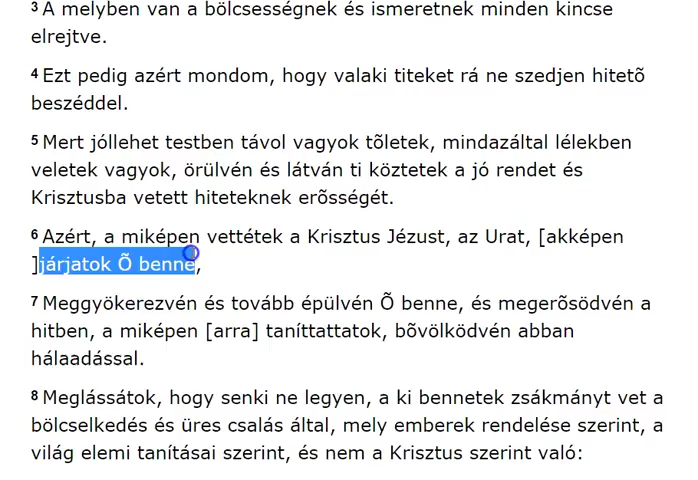 3 A melyben van a bölcsességnek és ismeretnek minden kincse
elrejtve.
4 Ezt pedig azért mondom, hogy valaki titeket rá ne szedjen hitetõ
beszéddel.
5 Mert jóllehet testben távol vagyok tõletek, mindazáltal lélekben
veletek vagyok, örülvén és látván ti köztetek a jó rendet és
Krisztusba vetett hiteteknek erõsségét.
6 Azért, a miképen vettétek a Krisztus Jézust, az Urat, [akképen
]járjatok Õ benne,
7 Meggyökerezvén és tovább épülvén Õ benne, és megerõsödvén a
hitben, a miképen [arra] taníttattatok, bõvölködvén abban
hálaadással.
8 Meglássátok, hogy senki ne legyen, a ki bennetek zsákmányt vet a
bölcselkedés és üres csalás által, mely emberek rendelése szerint, a
világ elemi tanításai szerint, és nem a Krisztus szerint való: